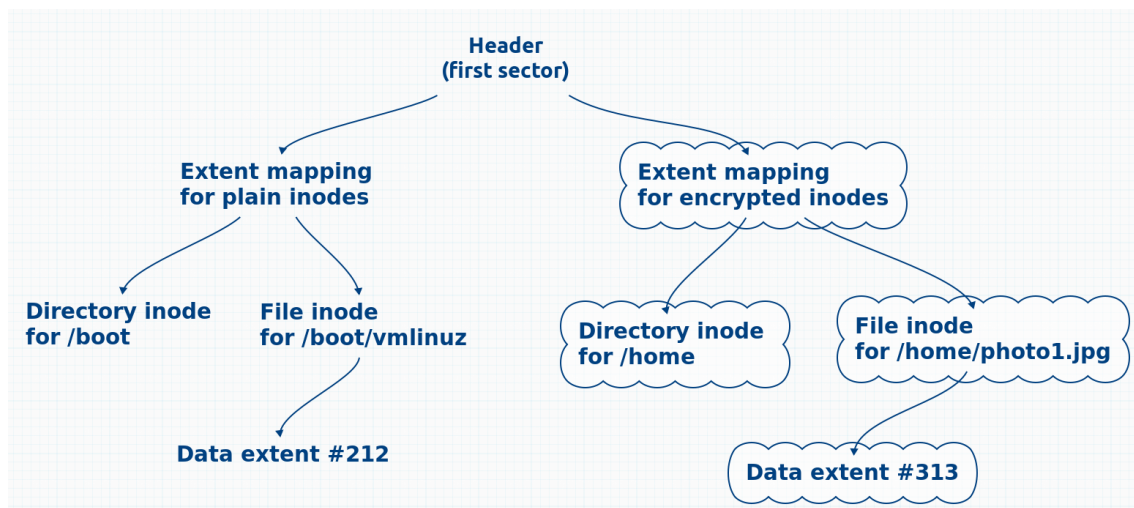 Header
(first sector)
Extent mapping
for plain inodes
Extent mapping
for encrypted inodes
Directory inode
for /boot
File inode
for /boot/vmlinuz
Directory inode
for /home
File inode
for /home/photo1.jpg
Data extent #212
Data extent #313